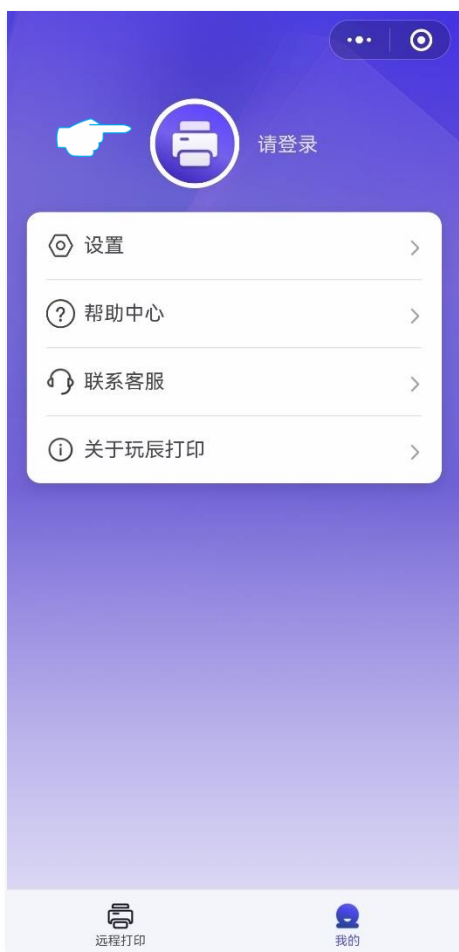 请登录
设置
帮助中心
联系客服
关于玩辰打印
远程打印
我的